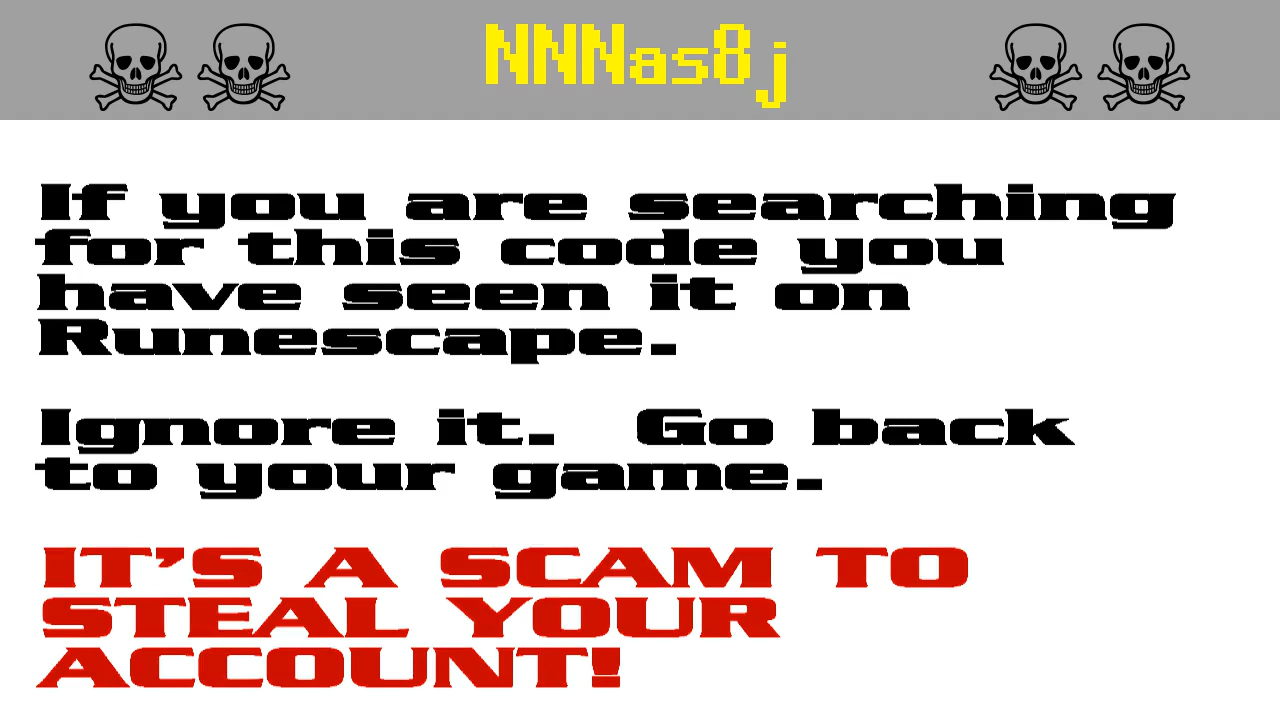 NNNas8j
If you are searching
for this code you
have seen it on
Runescape.
Ignore it.  Go back
to your game.
IT'S A SCAM TO
STEAL YOUR
ACCOUNT!